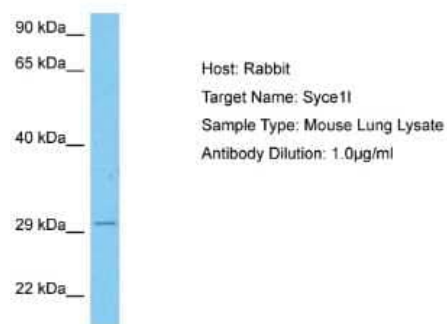 90 kDa
65 kDa
40 kDa
29 kDa
22 kDa
Host: Rabbit
Target Name: Syce1l
Sample Type: Mouse Lung Lysate
Antibody Dilution: 1.0µg/ml